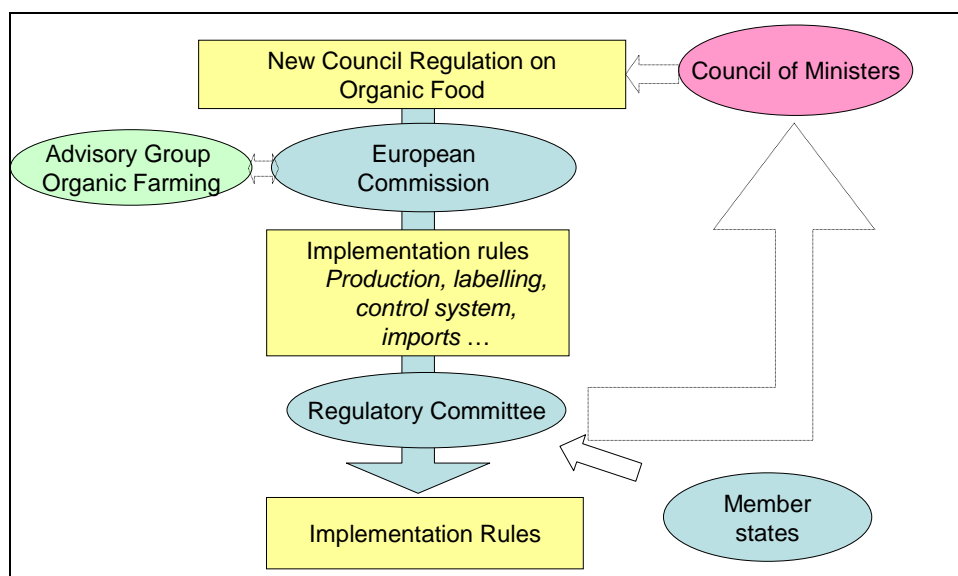 New Council Regulation on
Organic Food
Council of Ministers
Advisory Group
Organic Farming
European
Commission
Implementation rules
Production, labelling,
control system,
imports …
Regulatory Committee
Member
states
Implementation Rules